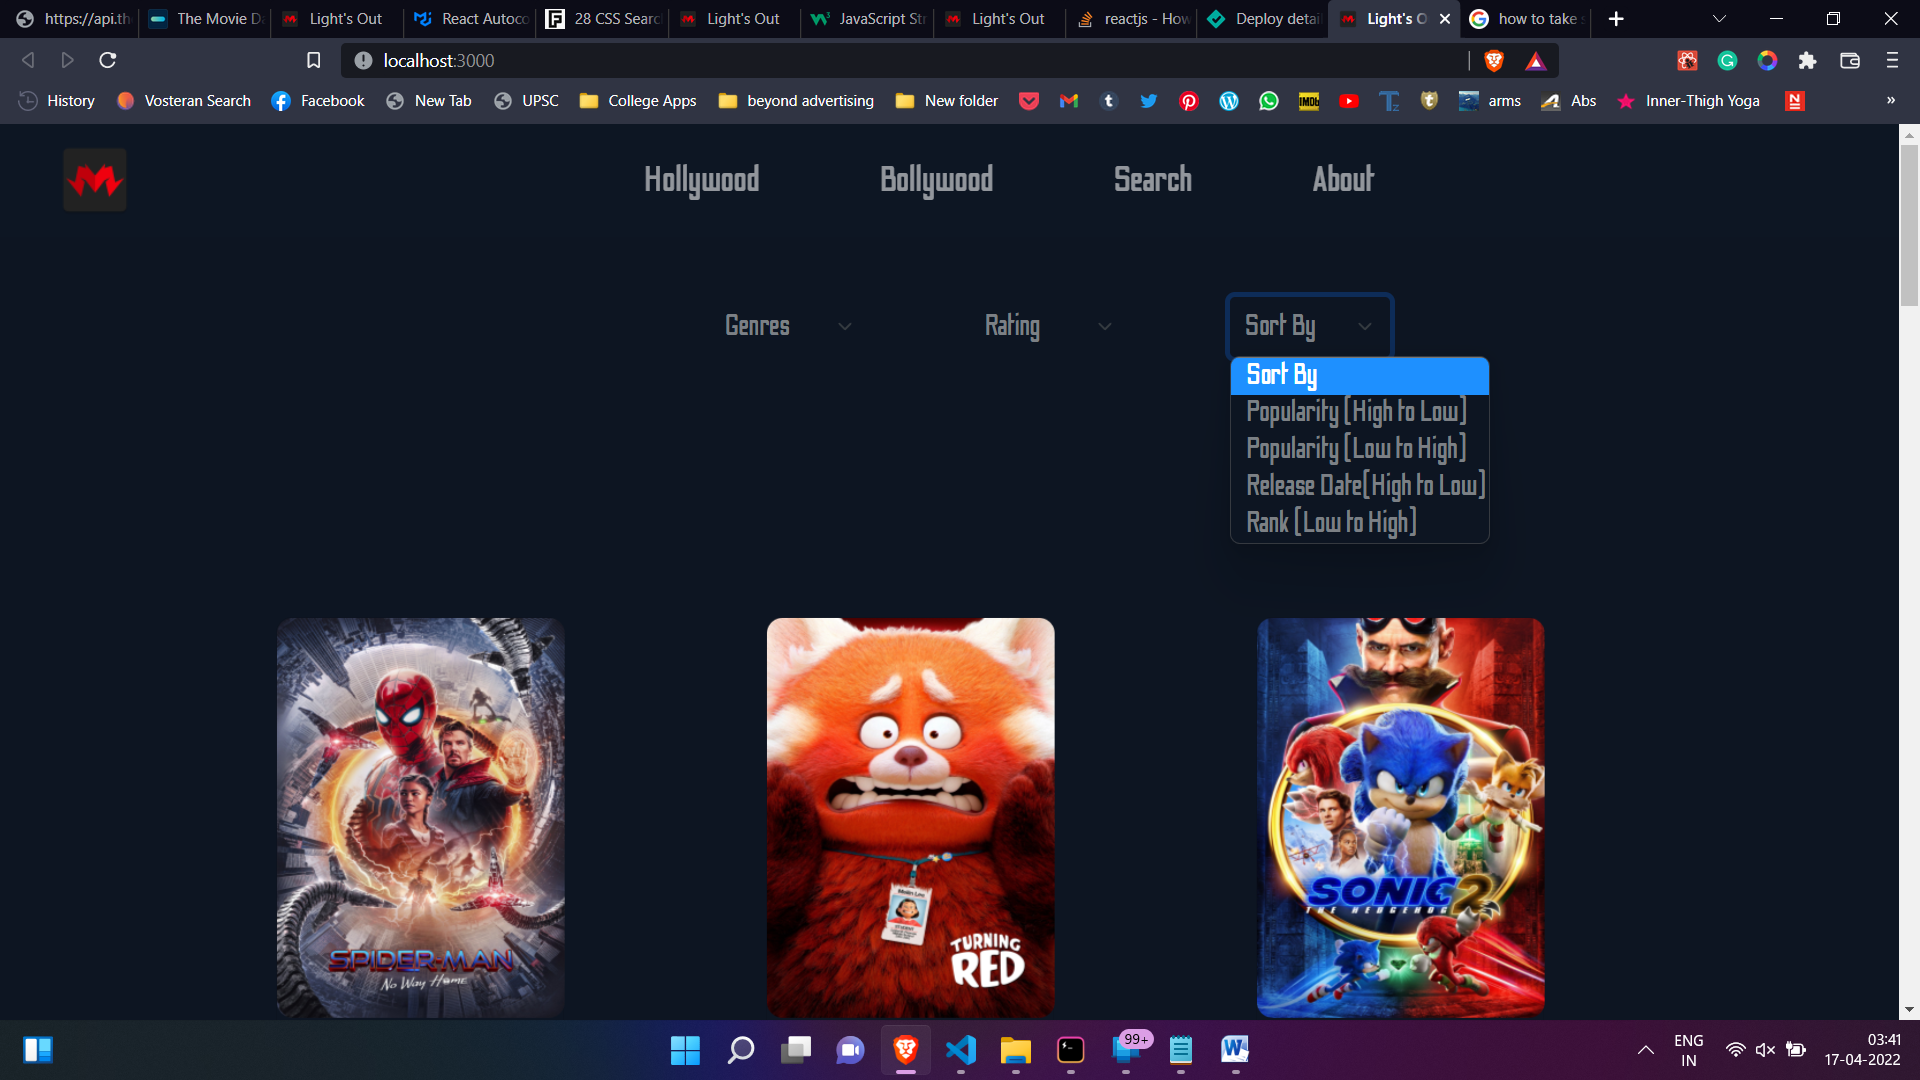 https://api.th
The Movie Da
Light's Out
React Autoco
28 CSS Searc
Light's Out
JavaScript Str
Light's Out
reactjs - How
Deploy detail
Light's O
how to take s
localhost:3000
History
Vosteran Search
Facebook
New Tab
UPSC
College Apps
beyond advertising
New folder
IMDb
arms
Abs
Inner-Thigh Yoga
»
Hollywood
Bollywood
Search
About
Genres
Rating
Sort By
Sort By
Popularity (High to Low)
Popularity (Low to High)
Release Date(High to Low)
Rank (Low to High)
SPIDER-MAN
No Way Home
TURNING
RED
SONIC 2
THE HEDGEHOG
99+
ENG
IN
03:41
17-04-2022